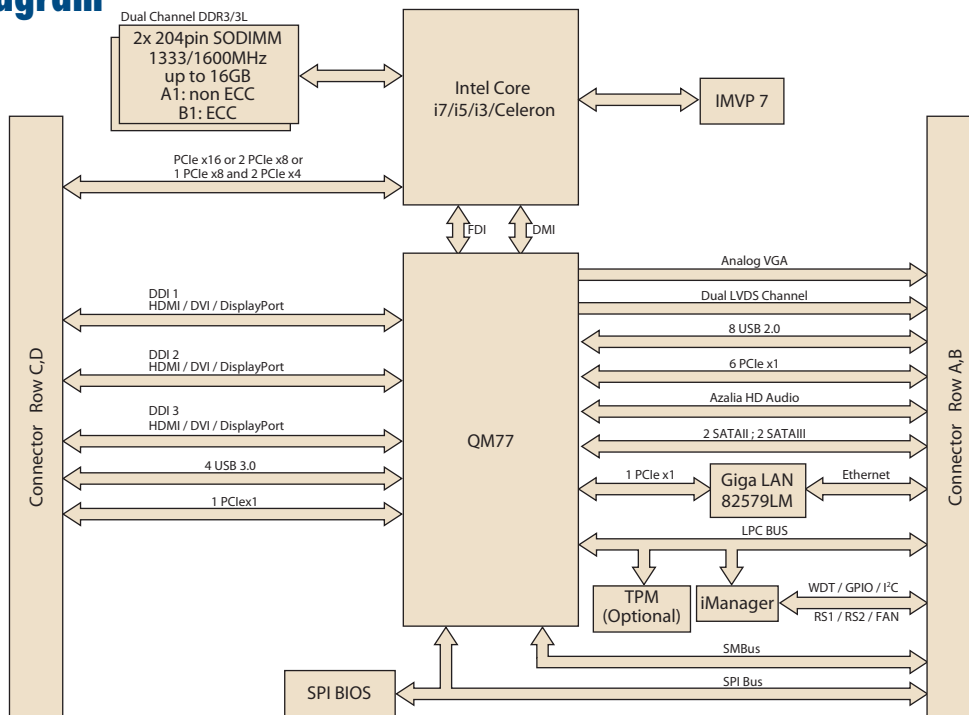 Dual Channel DDR3/3L
2x 204pin SODIMM
1333/1600MHz
up to 16GB
A1: non ECC
B1: ECC
Intel Core
i7/i5/i3/Celeron
IMVP 7
PCIe x16 or 2 PCIe x8 or
1 PCIe x8 and 2 PCIe x4
FDI
DMI
Connector Row C,D
DDI 1
HDMI / DVI / DisplayPort
DDI 2
HDMI / DVI / DisplayPort
DDI 3
HDMI / DVI / DisplayPort
4 USB 3.0
1 PCIex1
QM77
Analog VGA
Dual LVDS Channel
8 USB 2.0
6 PCIe x1
Azalia HD Audio
2 SATAII ; 2 SATAIII
1 PCIe x1
Giga LAN
82579LM
Ethernet
LPC BUS
TPM
(Optional)
iManager
WDT / GPIO / I²C
RS1 / RS2 / FAN
SMBus
SPI Bus
SPI BIOS
Connector Row A,B